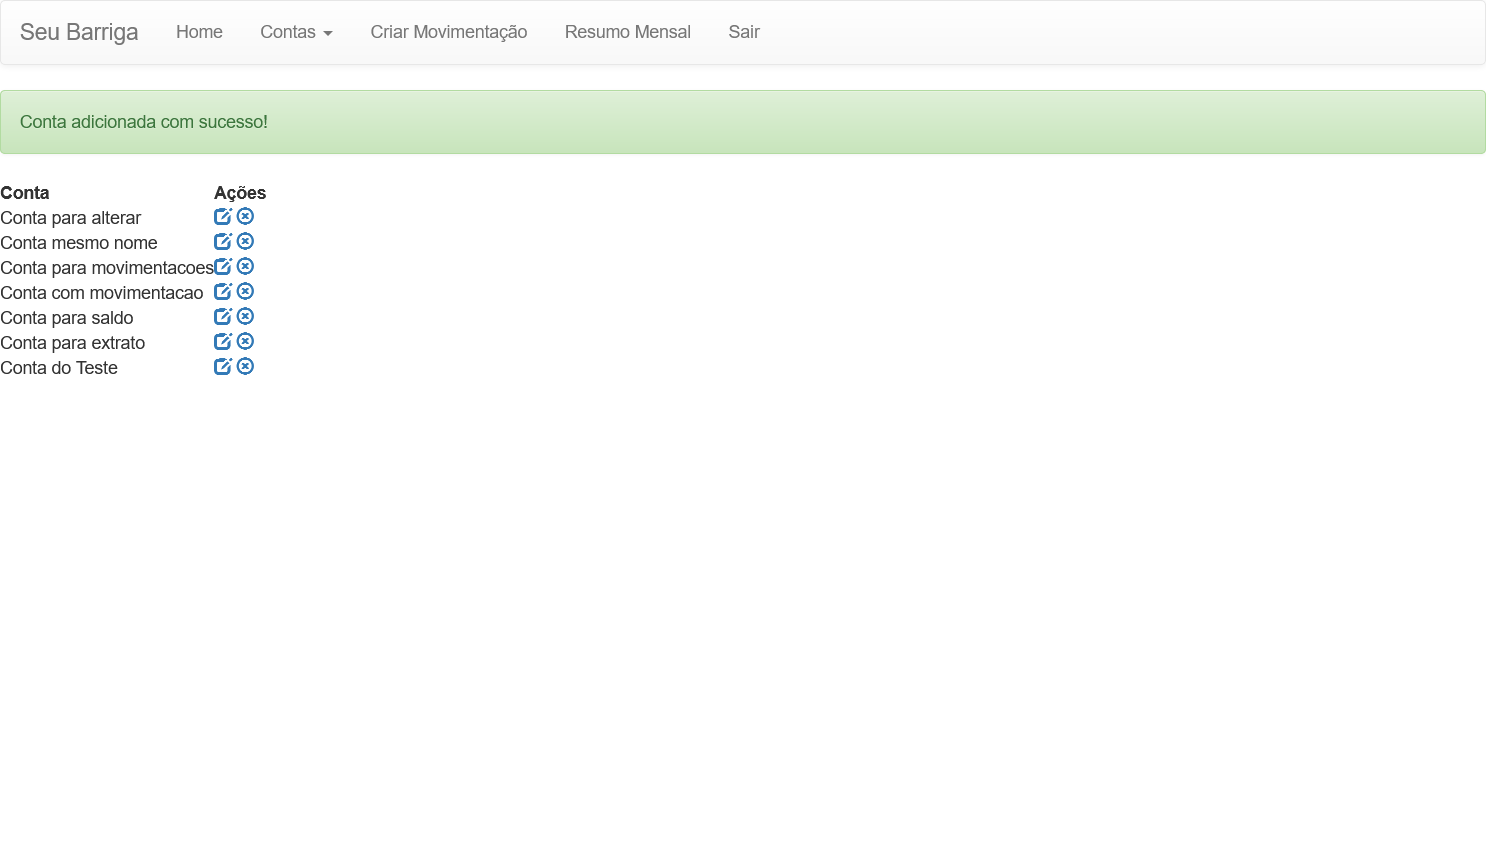 Seu Barriga Home Contas Criar Movimentação Resumo Mensal Sair
Conta adicionada com sucesso!
Conta Ações
Conta para alterar
Conta mesmo nome
Conta para movimentacoes
Conta com movimentacao
Conta para saldo
Conta para extrato
Conta do Teste